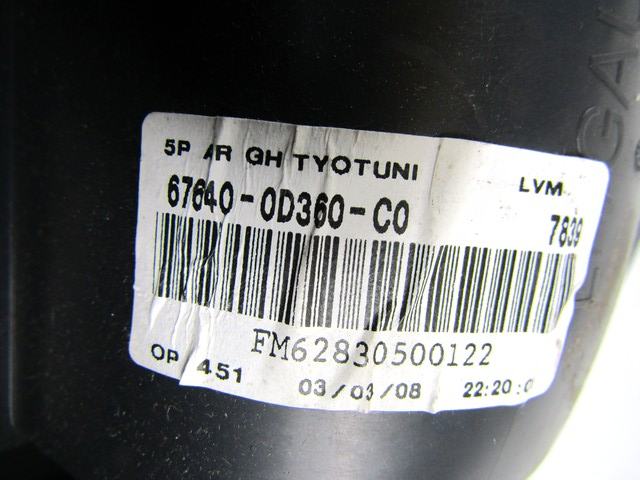 5P AR GH TYOTUNI
LVM
67640-0D360-C0
7839
FM62830500122
OP 451
03/03/08
22:20:0